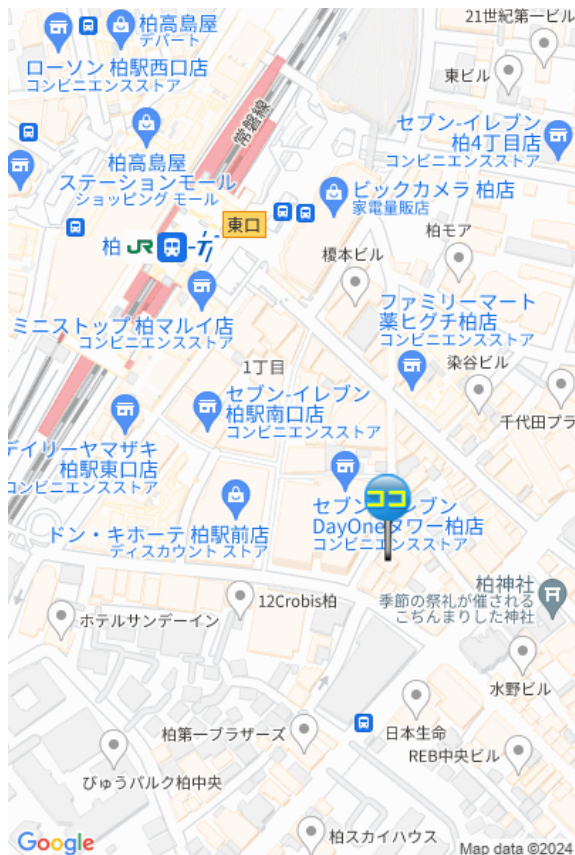 21世紀第一ビル
柏高島屋
デパート
ローソン 柏駅西口店
コンビニエンスストア
東ビル
常磐線
セブン-イレブン
柏4丁目店
コンビニエンスストア
柏高島屋
ステーションモール
ショッピング モール
ビックカメラ 柏店
家電量販店
東口
柏
JR
柏モア
榎本ビル
ミニストップ 柏マルイ店
コンビニエンスストア
ファミリーマート
薬ヒグチ柏店
コンビニエンスストア
1丁目
染谷ビル
セブン-イレブン
柏駅南口店
コンビニエンスストア
千代田プラ
デイリーヤマザキ
柏駅東口店
コンビニエンスストア
ココ
セブン-イレブン
DayOneタワー柏店
コンビニエンスストア
ドン・キホーテ 柏駅前店
ディスカウント ストア
12Crobis柏
柏神社
季節の祭礼が催される
こぢんまりした神社
ホテルサンデーイン
水野ビル
柏第一ブラザーズ
日本生命
REB中央ビル
びゅうパルク柏中央
柏スカイハウス
Google
Map data ©2024